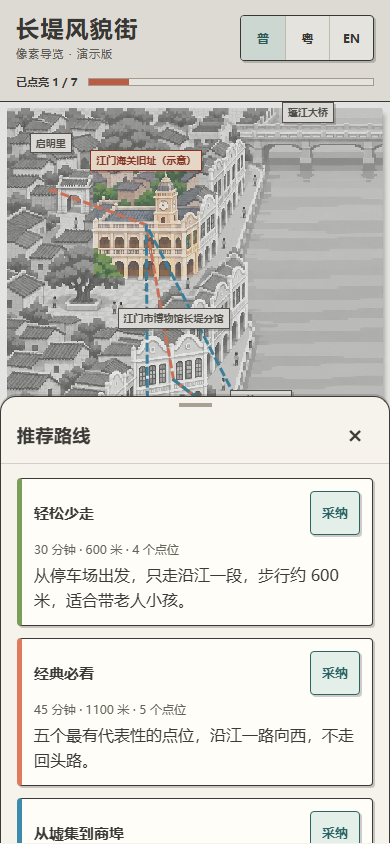 长堤风貌街
像素导览 · 演示版
普 粤 EN
已点亮 1 / 7
蓬江大桥
启明里
江门海关旧址（示意）
江门市博物馆长堤分馆
推荐路线
×
轻松少走
采纳
30 分钟 · 600 米 · 4 个点位
从停车场出发，只走沿江一段，步行约 600
米，适合带老人小孩。
经典必看
采纳
45 分钟 · 1100 米 · 5 个点位
五个最有代表性的点位，沿江一路向西，不走
回头路。
从墟集到商埠
采纳